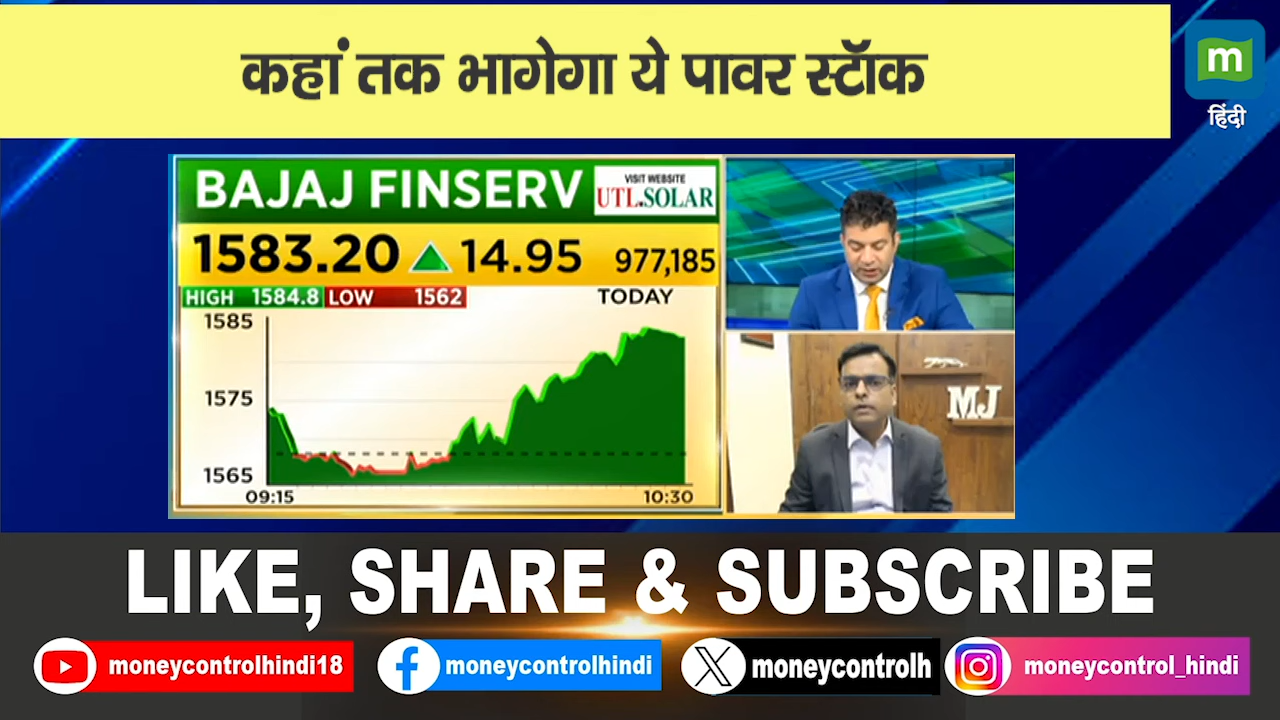 कहां तक भागेगा ये पावर स्टॉक
m
हिंदी
BAJAJ FINSERV
VISIT WEBSITE
UTL.SOLAR
1583.20 ▲ 14.95 977,185
HIGH 1584.8 LOW 1562 TODAY
1585
1575
1565
09:15 10:30
MJ
LIKE, SHARE & SUBSCRIBE
moneycontrolhindi18
moneycontrolhindi
moneycontrolh
moneycontrol_hindi